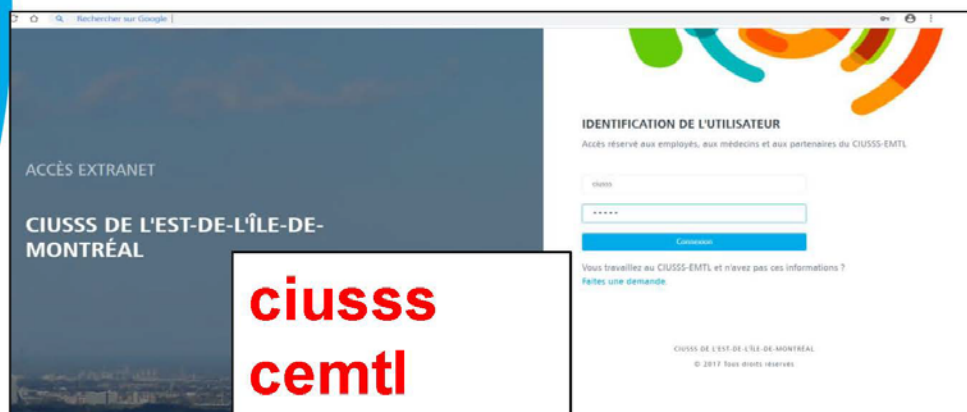 Rechercher sur Google
ACCÈS EXTRANET
CIUSSS DE L'EST-DE-L'ÎLE-DE-
MONTRÉAL
IDENTIFICATION DE L'UTILISATEUR
Accès réservé aux employés, aux médecins et aux partenaires du CIUSSS-EMTL
ciusss
•••••
Connexion
Vous travaillez au CIUSSS-EMTL et n'avez pas ces informations ?
Faites une demande.
ciusss
cemtl
CIUSSS DE L'EST-DE-L'ÎLE-DE-MONTRÉAL
© 2017 Tous droits réservés